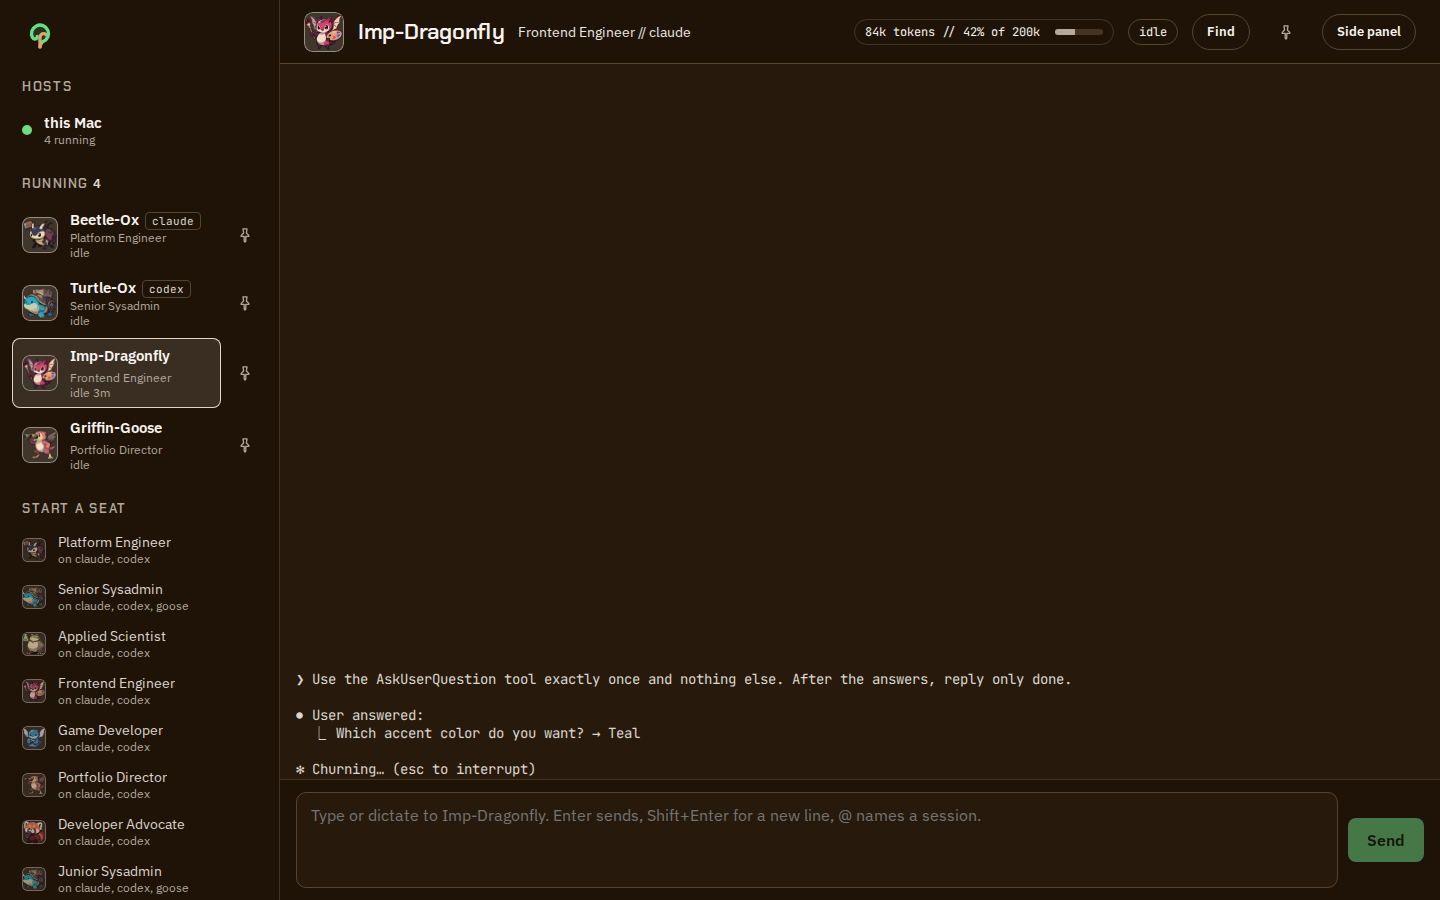 HOSTS
this Mac
4 running
RUNNING 4
Beetle-Ox claude
Platform Engineer
idle
Turtle-Ox codex
Senior Sysadmin
idle
Imp-Dragonfly
Frontend Engineer
idle 3m
Griffin-Goose
Portfolio Director
idle
START A SEAT
Platform Engineer
on claude, codex
Senior Sysadmin
on claude, codex, goose
Applied Scientist
on claude, codex
Frontend Engineer
on claude, codex
Game Developer
on claude, codex
Portfolio Director
on claude, codex
Developer Advocate
on claude, codex
Junior Sysadmin
on claude, codex, goose
Imp-Dragonfly Frontend Engineer // claude 84k tokens // 42% of 200k idle Find Side panel
❯ Use the AskUserQuestion tool exactly once and nothing else. After the answers, reply only done.
● User answered:
⎿ Which accent color do you want? → Teal
✻ Churning… (esc to interrupt)
Type or dictate to Imp-Dragonfly. Enter sends, Shift+Enter for a new line, @ names a session.
Send